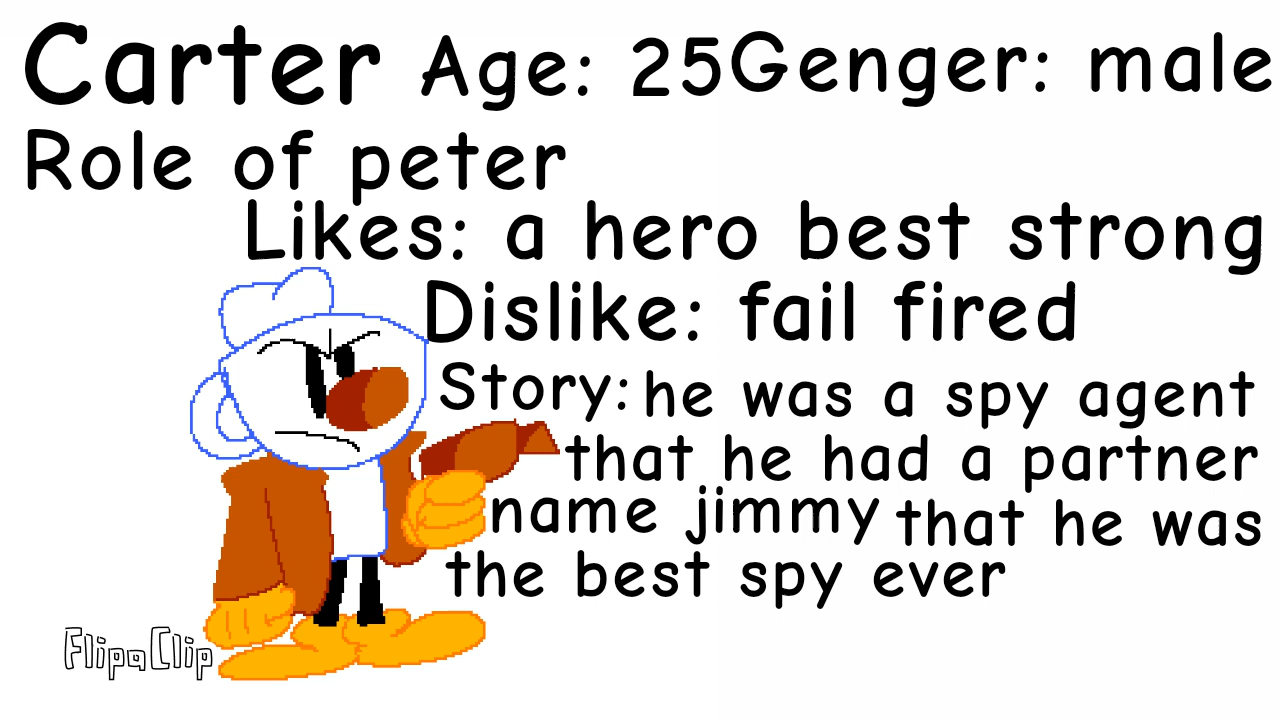 Carter Age: 25Genger: male
Role of peter
Likes: a hero best strong
Dislike: fail fired
Story: he was a spy agent
that he had a partner
name jimmy that he was
the best spy ever
FlipaClip